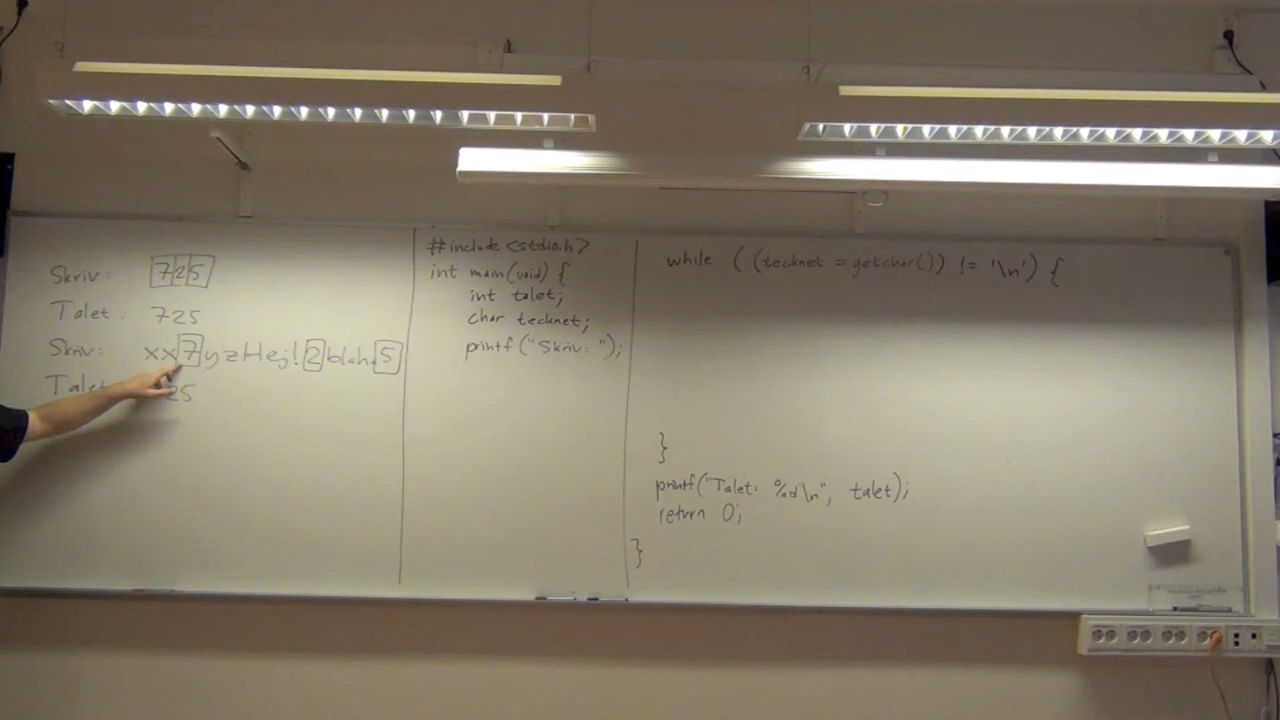 Skriv: 725
Talet: 725
Skriv: xx7yzHej!2blah5
Talet 25
#include <stdio.h>
int main(void) {
int talet;
char tecknet;
printf("Skriv: ");
while ((tecknet = getchar()) != '\n') {
}
printf("Talet: %d\n", talet);
return 0;
}